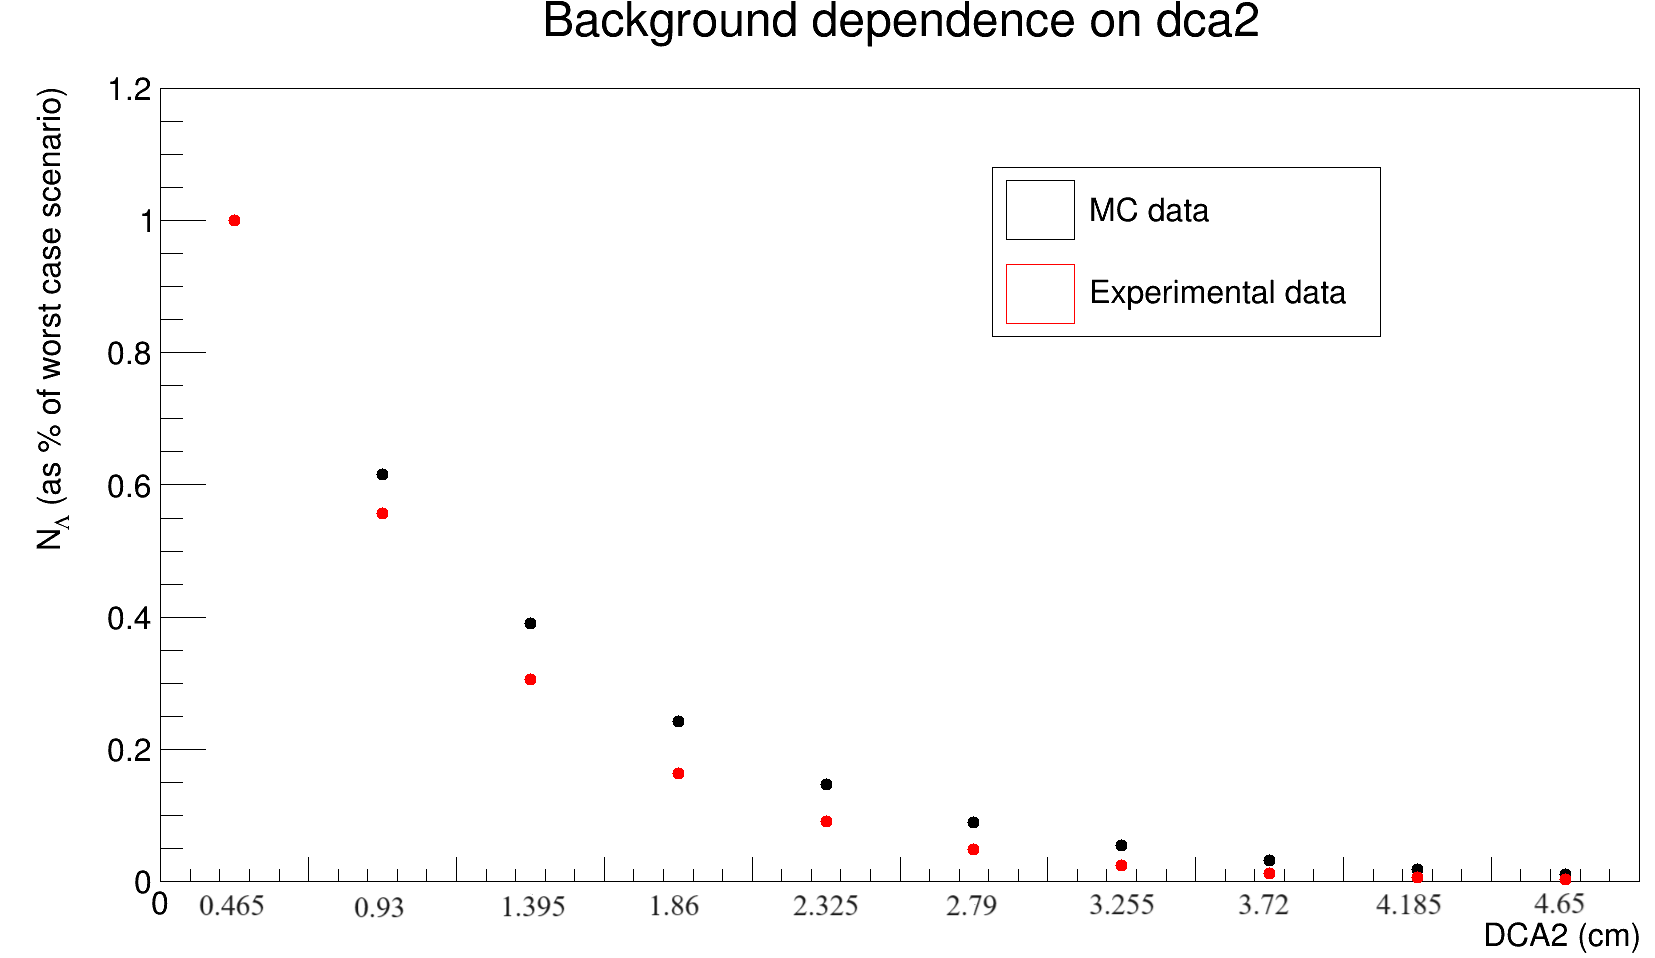 Background dependence on dca2
N_Λ (as % of worst case scenario)
1.2
1
0.8
0.6
0.4
0.2
0
MC data
Experimental data
0 0.465 0.93 1.395 1.86 2.325 2.79 3.255 3.72 4.185 4.65
DCA2 (cm)